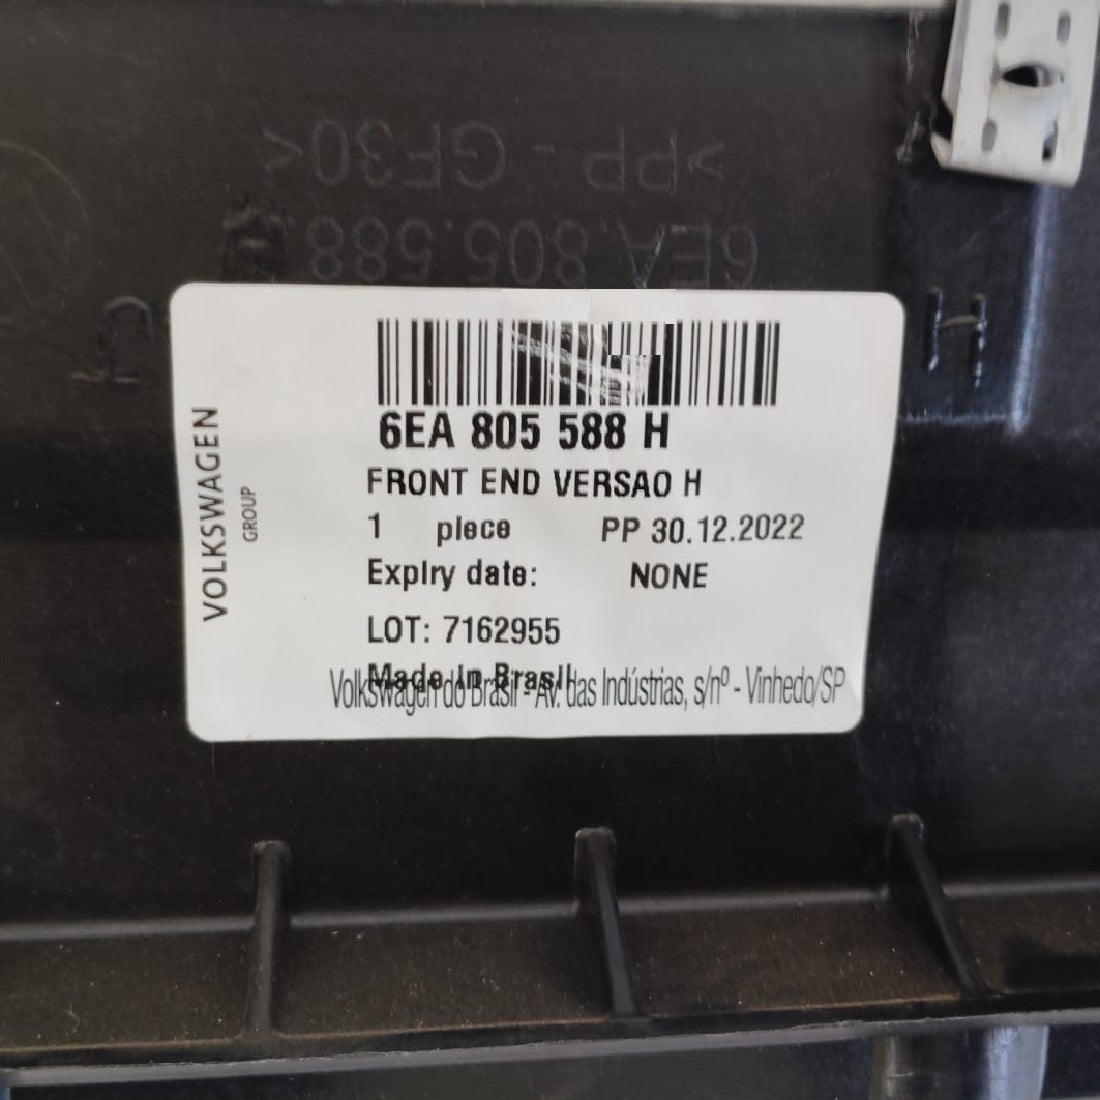 >PP - GF30<
6EA.805.588.
H
VOLKSWAGEN
GROUP
6EA 805 588 H
FRONT END VERSAO H
1 piece PP 30.12.2022
Expiry date: NONE
LOT: 7162955
Made In Brasil
Volkswagen do Brasil - Av. das Indústrias, s/nº - Vinhedo/SP